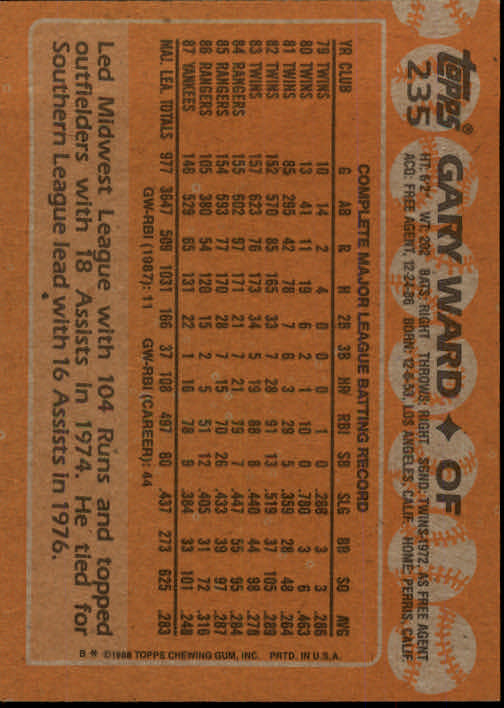 topps®
235
GARY WARD ✦ OF
HT: 6'2" WT: 202 BATS: RIGHT THROWS: RIGHT SGND: TWINS-1972, AS FREE AGENT
ACQ: FREE AGENT, 12-24-86 BORN: 12-6-53, LOS ANGELES, CALIF. HOME: PERRIS, CALIF.
COMPLETE MAJOR LEAGUE BATTING RECORD
YR CLUB G AB R H 2B 3B HR RBI SB SLG BB SO AVG
79 TWINS 10 14 2 4 0 0 0 1 0 .286 3 3 .286
80 TWINS 13 41 11 19 6 2 1 10 0 .780 3 6 .463
81 TWINS 85 295 42 78 7 6 3 29 5 .359 28 48 .264
82 TWINS 152 570 85 165 33 7 28 91 13 .519 37 105 .289
83 TWINS 157 623 76 173 34 5 19 88 8 .440 44 98 .278
84 RANGERS 155 602 97 171 21 7 21 79 7 .447 55 95 .284
85 RANGERS 154 593 77 170 28 7 15 70 26 .433 39 97 .287
86 RANGERS 105 380 54 120 15 2 5 51 12 .405 31 72 .316
87 YANKEES 146 529 65 131 22 1 16 78 9 .384 33 101 .248
MAJ. LEA. TOTALS 977 3647 509 1031 166 37 108 497 80 .437 273 625 .283
GW-RBI (1987): 11 GW-RBI (CAREER): 44
Led Midwest League with 104 Runs and topped
outfielders with 18 Assists in 1974. He tied for
Southern League lead with 16 Assists in 1976.
B * ©1988 TOPPS CHEWING GUM, INC. PRTD. IN U.S.A.